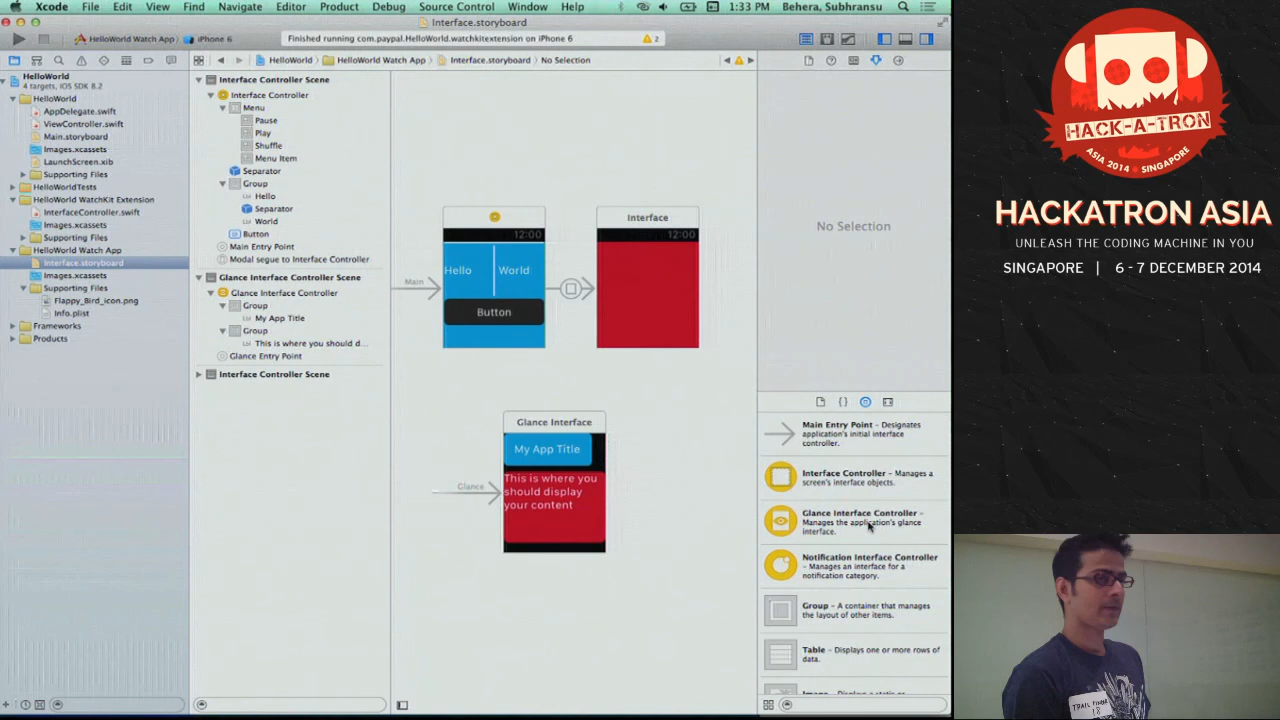 Xcode File Edit View Find Navigate Editor Product Debug Source Control Window Help 1:33 PM Behera, Subhransu
Interface.storyboard
HelloWorld Watch App iPhone 6 Finished running com.paypal.HelloWorld.watchkitextension on iPhone 6 2
HelloWorld HelloWorld Watch App Interface.storyboard No Selection
HelloWorld
4 targets, iOS SDK 8.2
HelloWorld
AppDelegate.swift
ViewController.swift
Main.storyboard
Images.xcassets
LaunchScreen.xib
Supporting Files
HelloWorldTests
HelloWorld WatchKit Extension
InterfaceController.swift
Images.xcassets
Supporting Files
HelloWorld Watch App
Interface.storyboard
Images.xcassets
Supporting Files
Flappy_Bird_icon.png
Info.plist
Frameworks
Products
Interface Controller Scene
Interface Controller
Menu
Pause
Play
Shuffle
Menu Item
Separator
Group
Hello
Separator
World
Button
Main Entry Point
Modal segue to Interface Controller
Glance Interface Controller Scene
Glance Interface Controller
Group
My App Title
Group
This is where you should d...
Glance Entry Point
Interface Controller Scene
Main
12:00
Hello World
Button
Interface
12:00
Glance
Glance Interface
My App Title
This is where you
should display
your content
No Selection
Main Entry Point - Designates
application's initial interface
controller.
Interface Controller - Manages a
screen's interface objects.
Glance Interface Controller -
Manages the application's glance
interface.
Notification Interface Controller
- Manages an interface for a
notification category.
Group - A container that manages
the layout of other items.
Table - Displays one or more rows of
data.
HACK-A-TRON
ASIA 2014 ★ SINGAPORE
HACKATRON ASIA
UNLEASH THE CODING MACHINE IN YOU
SINGAPORE | 6 - 7 DECEMBER 2014